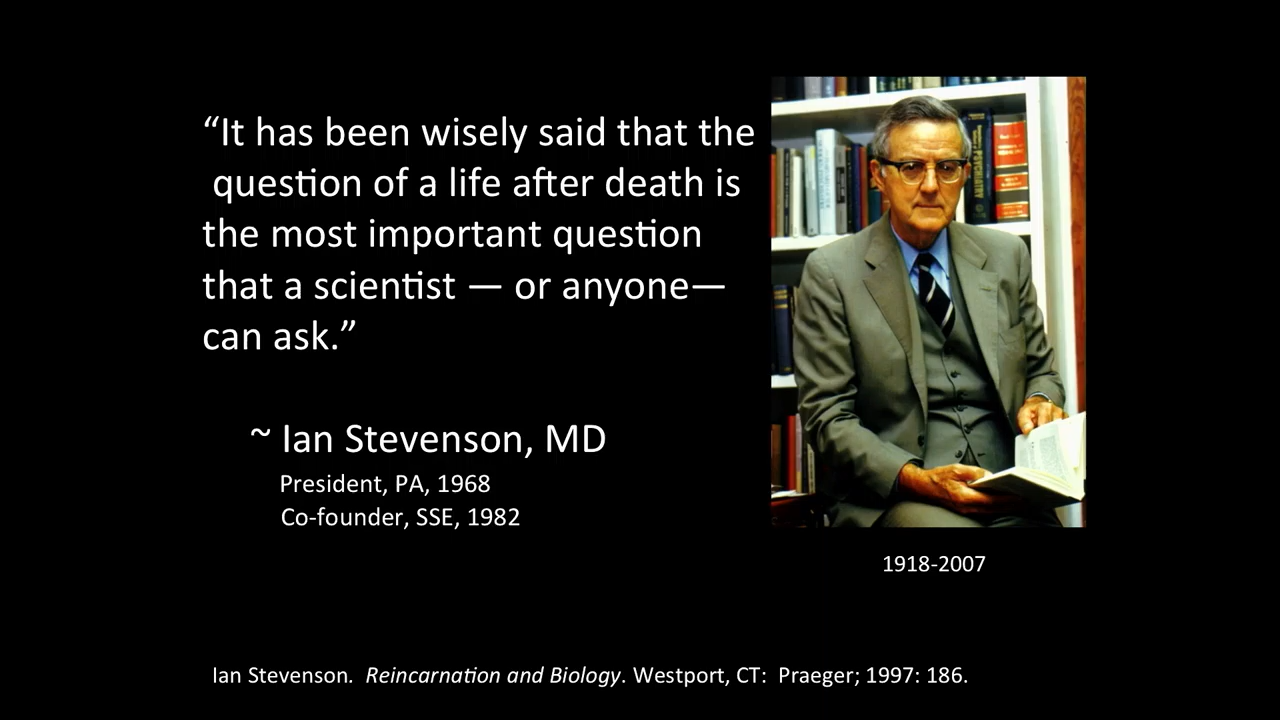 “It has been wisely said that the
question of a life after death is
the most important question
that a scientist — or anyone—
can ask.”
~ Ian Stevenson, MD
President, PA, 1968
Co-founder, SSE, 1982
PSYCHIATRY
1918-2007
Ian Stevenson. Reincarnation and Biology. Westport, CT: Praeger; 1997: 186.